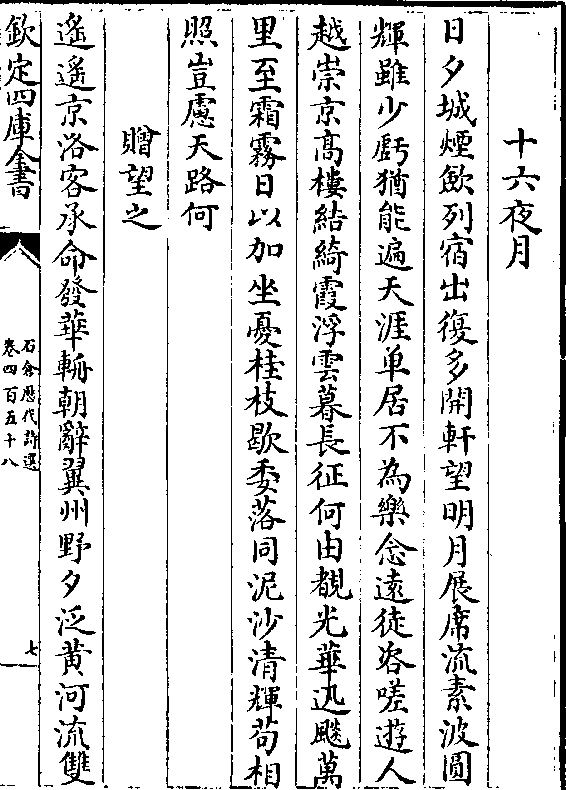 十六夜月
日夕城煙歛列宿出復多開軒望明月展席流素波圓
輝雖少虧猶能遍天涯单居不為樂念遠徒咨嗟遊人
越崇京髙樓結綺霞浮雲暮長征何由覩光華迅飈萬
里至霜霧日以加坐憂桂枝歇委落同泥沙清輝茍相
照豈慮天路何
贈望之
遙遙京洛客承命發華輈朝辭翼州野夕泛黃河流雙
欽定四庫全書
石倉歷代詩選
卷四百五十八
七